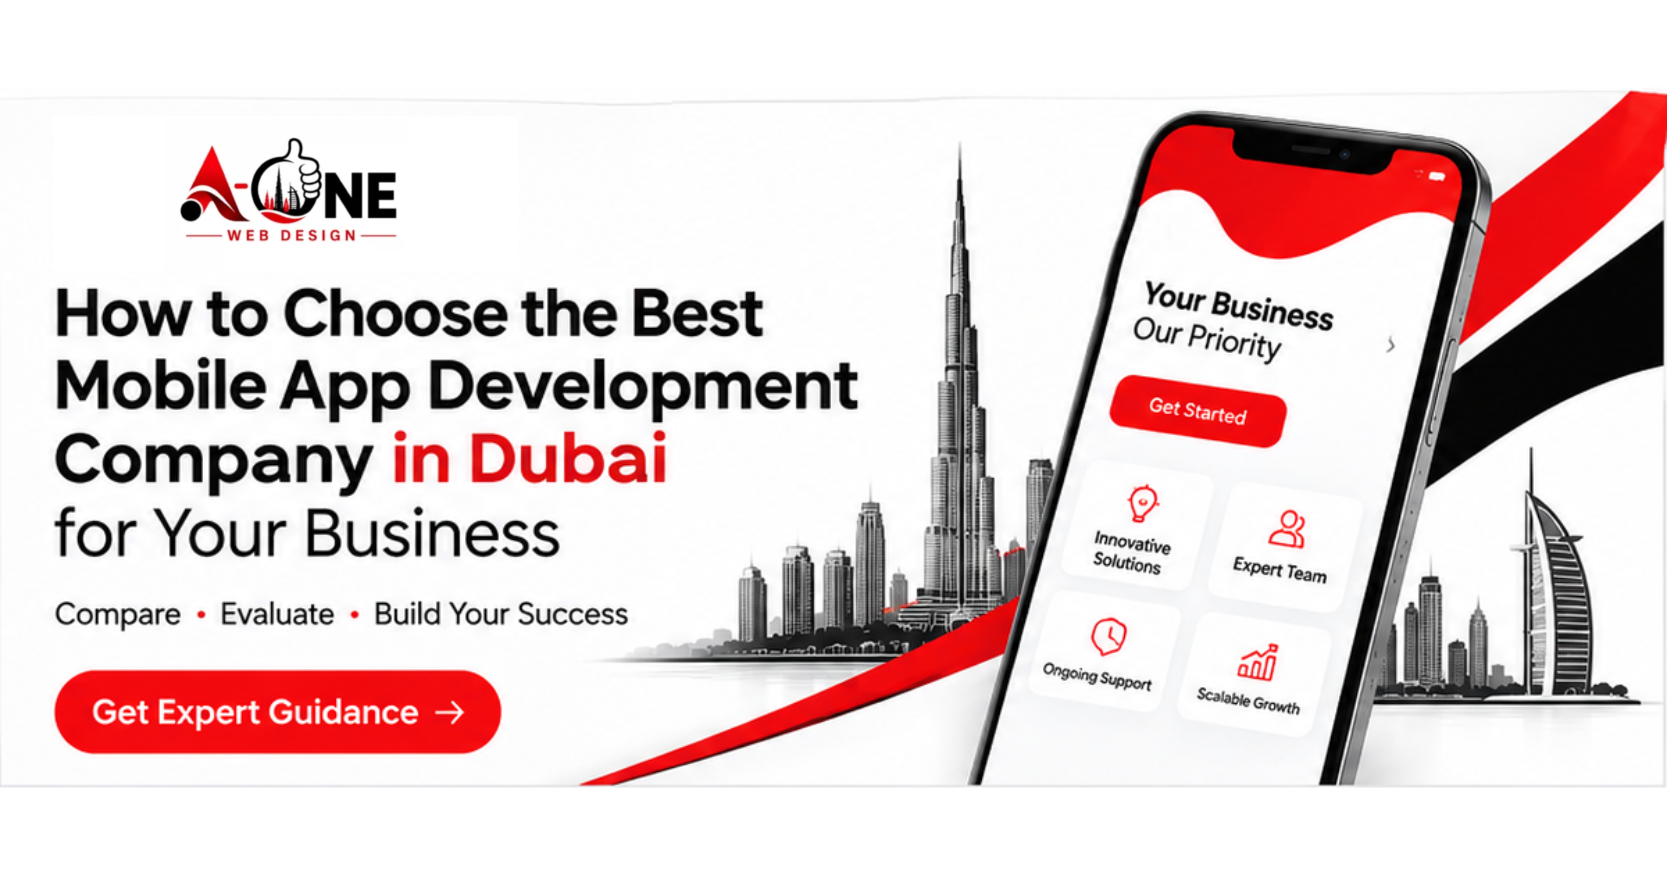 A-ONE
WEB DESIGN
How to Choose the Best
Mobile App Development
Company in Dubai
for Your Business
Compare • Evaluate • Build Your Success
Get Expert Guidance →
Your Business
Our Priority
Get Started
Innovative
Solutions
Expert Team
Ongoing Support
Scalable Growth